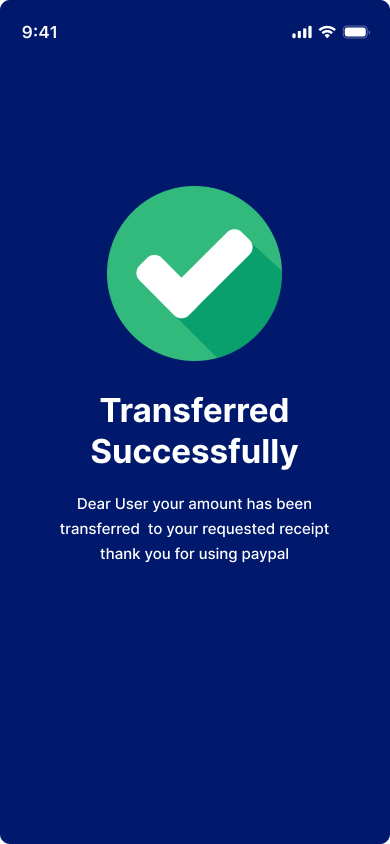 9:41
Transferred
Successfully
Dear User your amount has been
transferred  to your requested receipt
thank you for using paypal